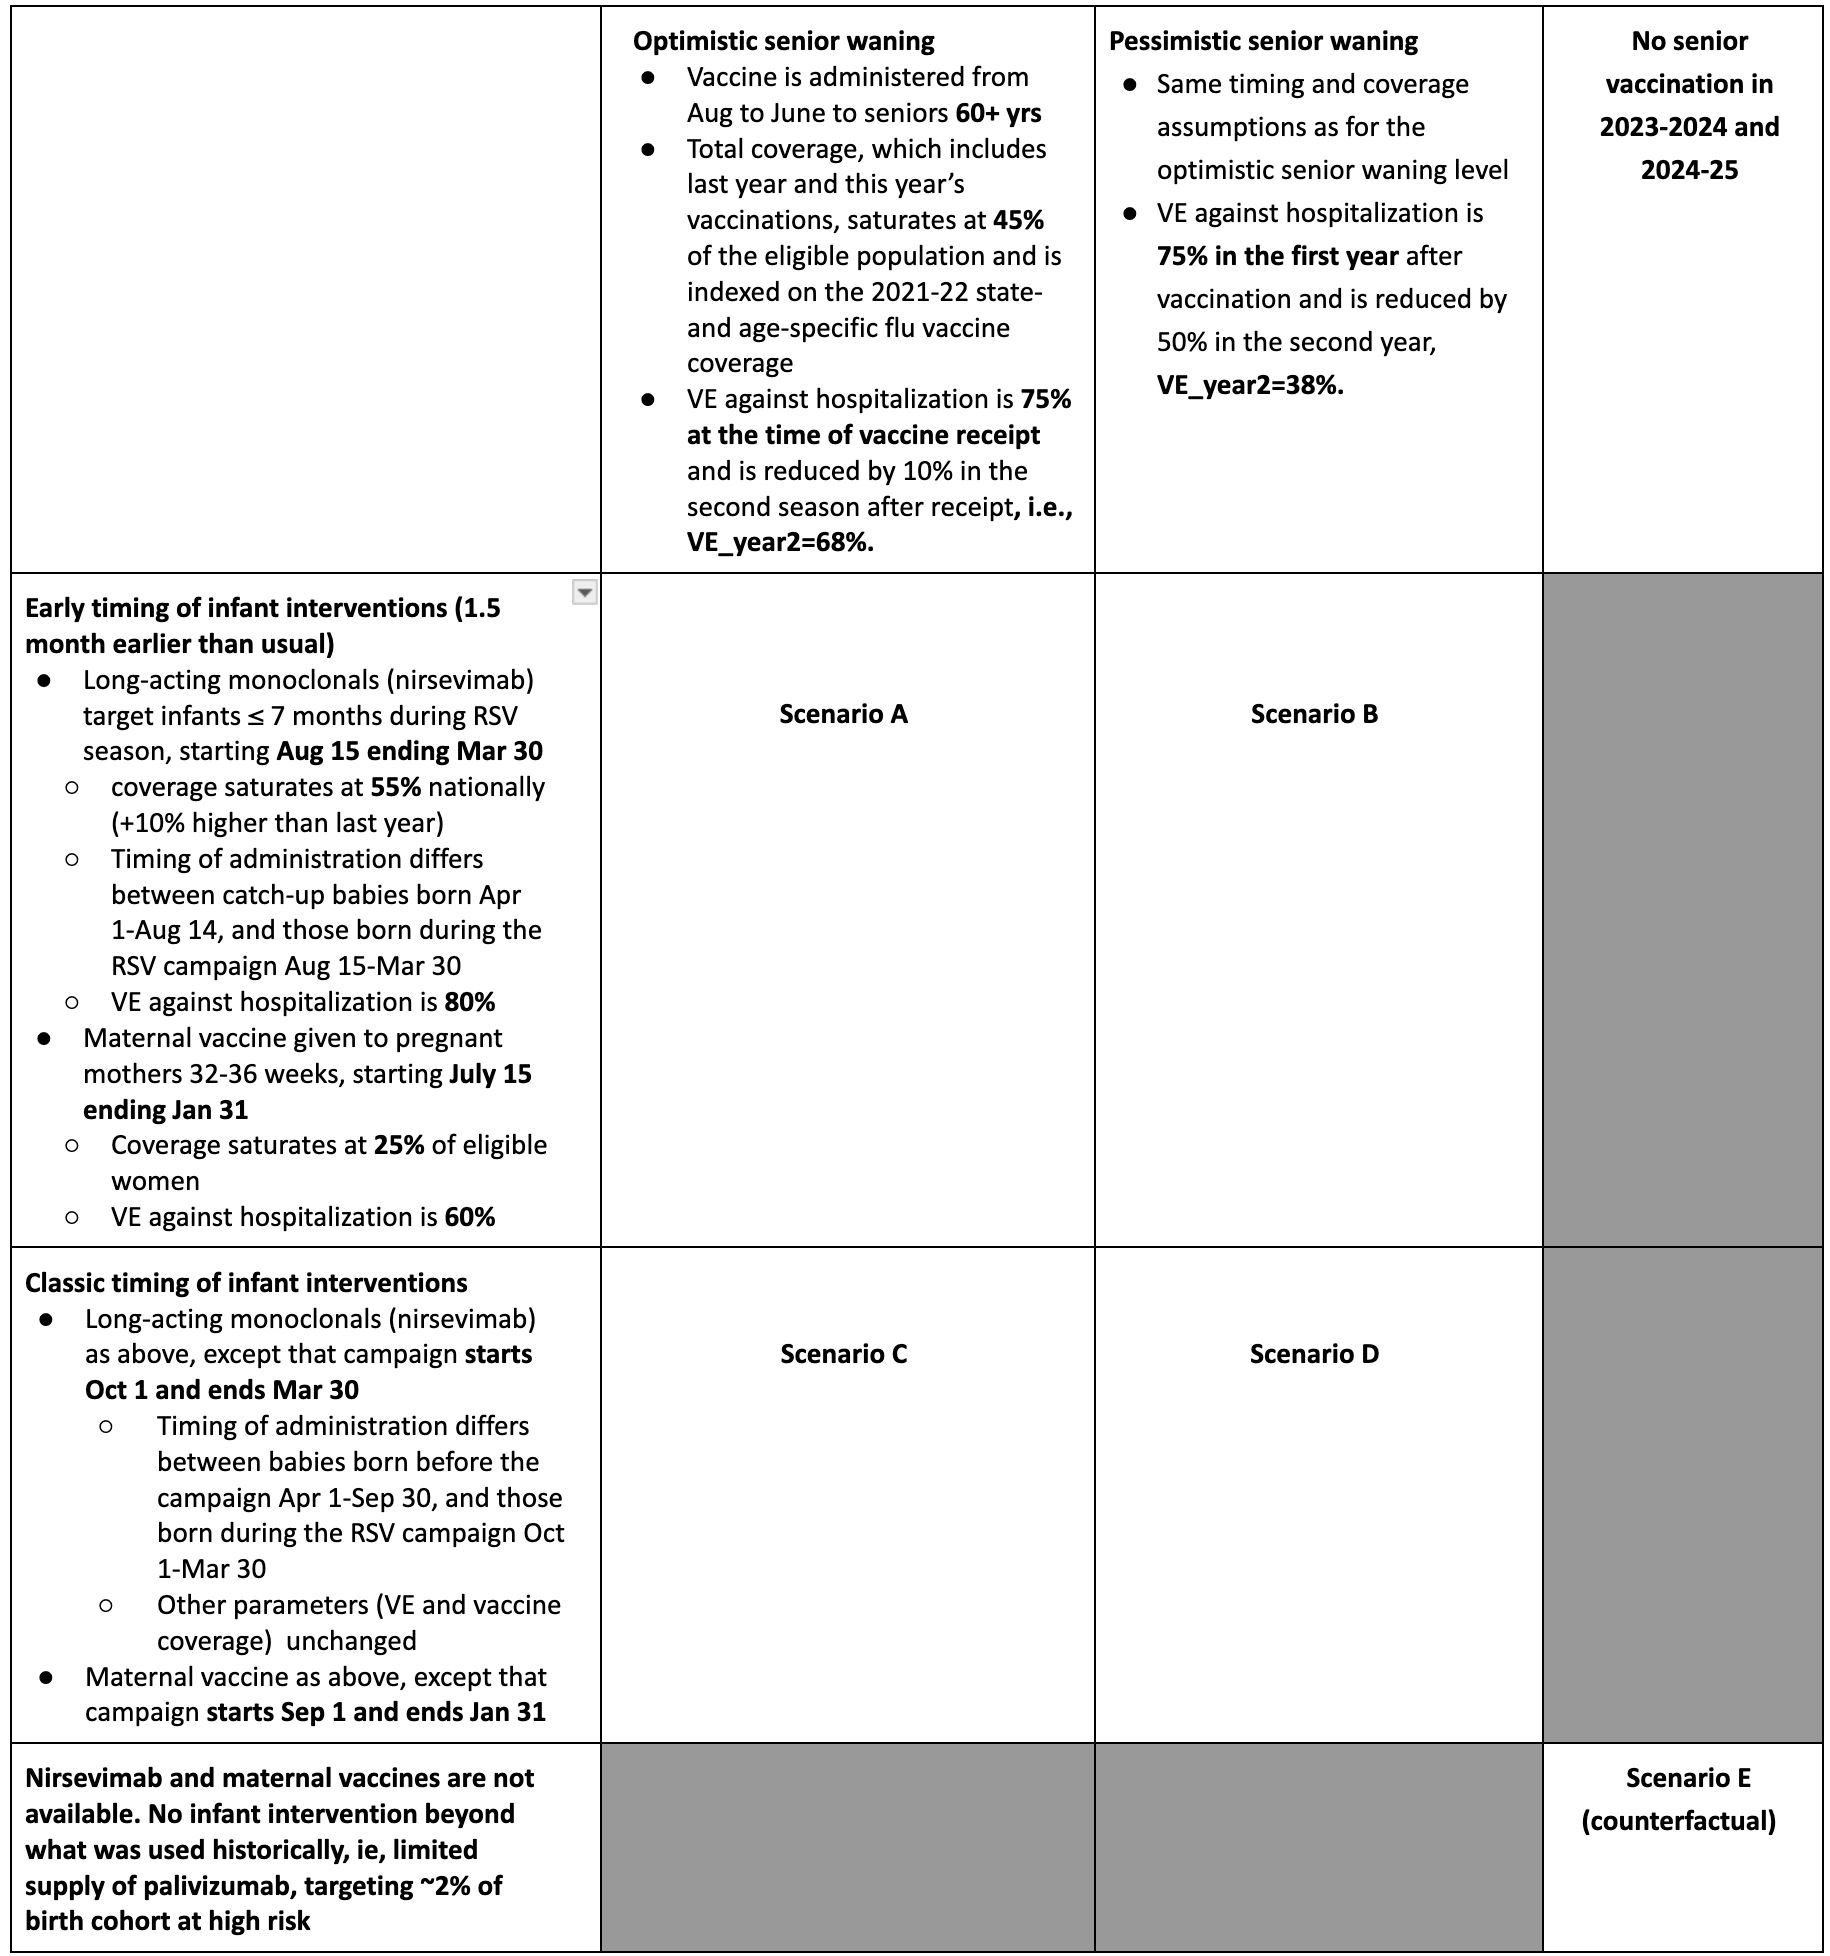 Optimistic senior waning
● Vaccine is administered from
Aug to June to seniors 60+ yrs
● Total coverage, which includes
last year and this year’s
vaccinations, saturates at 45%
of the eligible population and is
indexed on the 2021-22 state-
and age-specific flu vaccine
coverage
● VE against hospitalization is 75%
at the time of vaccine receipt
and is reduced by 10% in the
second season after receipt, i.e.,
VE_year2=68%.
Pessimistic senior waning
● Same timing and coverage
assumptions as for the
optimistic senior waning level
● VE against hospitalization is
75% in the first year after
vaccination and is reduced by
50% in the second year,
VE_year2=38%.
No senior
vaccination in
2023-2024 and
2024-25
Early timing of infant interventions (1.5
month earlier than usual)
● Long-acting monoclonals (nirsevimab)
target infants ≤ 7 months during RSV
season, starting Aug 15 ending Mar 30
○ coverage saturates at 55% nationally
(+10% higher than last year)
○ Timing of administration differs
between catch-up babies born Apr
1-Aug 14, and those born during the
RSV campaign Aug 15-Mar 30
○ VE against hospitalization is 80%
● Maternal vaccine given to pregnant
mothers 32-36 weeks, starting July 15
ending Jan 31
○ Coverage saturates at 25% of eligible
women
○ VE against hospitalization is 60%
Scenario A
Scenario B
Classic timing of infant interventions
● Long-acting monoclonals (nirsevimab)
as above, except that campaign starts
Oct 1 and ends Mar 30
○ Timing of administration differs
between babies born before the
campaign Apr 1-Sep 30, and those
born during the RSV campaign Oct
1-Mar 30
○ Other parameters (VE and vaccine
coverage)  unchanged
● Maternal vaccine as above, except that
campaign starts Sep 1 and ends Jan 31
Scenario C
Scenario D
Nirsevimab and maternal vaccines are not
available. No infant intervention beyond
what was used historically, ie, limited
supply of palivizumab, targeting ~2% of
birth cohort at high risk
Scenario E
(counterfactual)